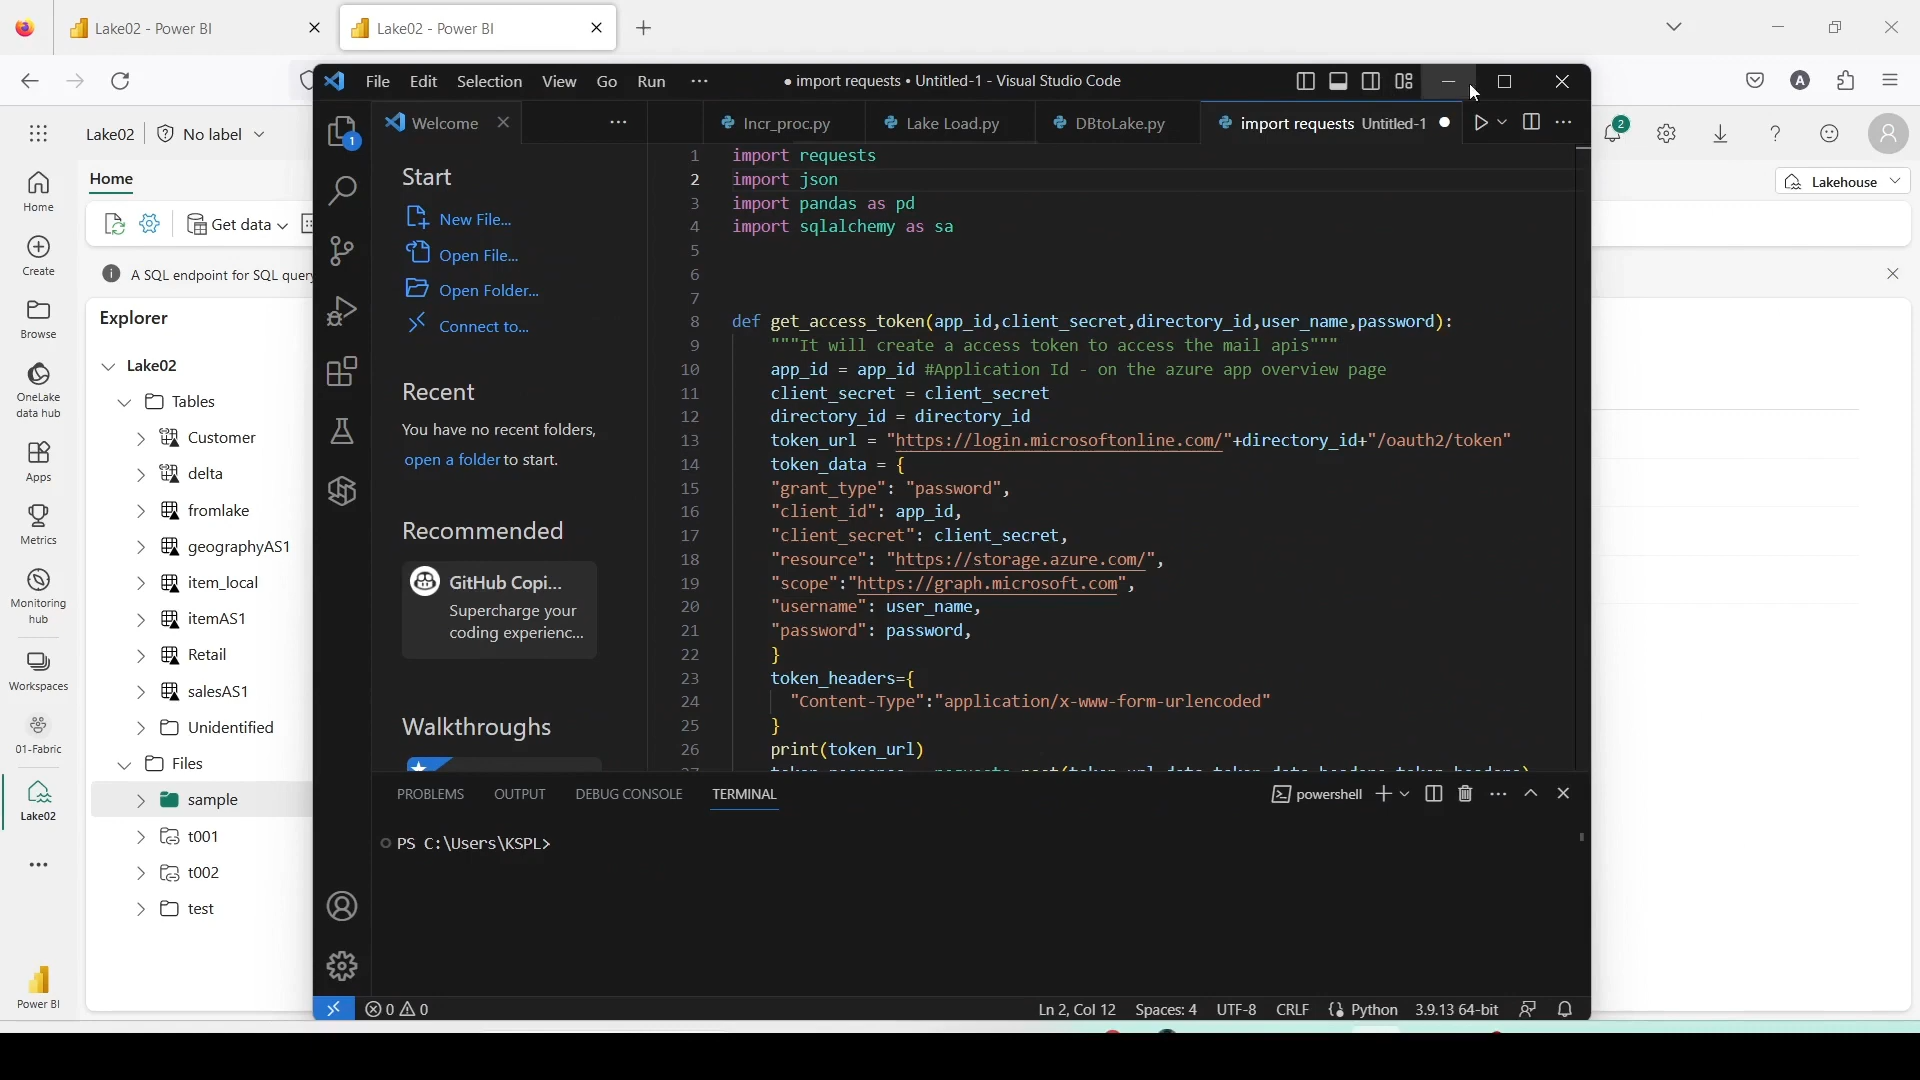 Lake02 - Power BI
Lake02 - Power BI
Lake02
No label
Home
Get data
A SQL endpoint for SQL query
Explorer
Lake02
Tables
Customer
delta
fromlake
geographyAS1
item_local
itemAS1
Retail
salesAS1
Unidentified
Files
sample
t001
t002
test
Home
Create
Browse
OneLake
data hub
Apps
Metrics
Monitoring
hub
Workspaces
01-Fabric
Lake02
Power BI
A
2
Lakehouse
File Edit Selection View Go Run ···
● import requests • Untitled-1 - Visual Studio Code
1
Welcome
Incr_proc.py
Lake Load.py
DBtoLake.py
import requests Untitled-1
Start
New File...
Open File...
Open Folder...
Connect to...
Recent
You have no recent folders,
open a folder to start.
Recommended
GitHub Copi...
Supercharge your
coding experienc...
Walkthroughs
1 import requests
2 import json
3 import pandas as pd
4 import sqlalchemy as sa
5
6
7
8 def get_access_token(app_id,client_secret,directory_id,user_name,password):
9 """It will create a access token to access the mail apis"""
10 app_id = app_id #Application Id - on the azure app overview page
11 client_secret = client_secret
12 directory_id = directory_id
13 token_url = "https://login.microsoftonline.com/"+directory_id+"/oauth2/token"
14 token_data = {
15 "grant_type": "password",
16 "client_id": app_id,
17 "client_secret": client_secret,
18 "resource": "https://storage.azure.com/",
19 "scope":"https://graph.microsoft.com",
20 "username": user_name,
21 "password": password,
22 }
23 token_headers={
24 "Content-Type":"application/x-www-form-urlencoded"
25 }
26 print(token_url)
PROBLEMS OUTPUT DEBUG CONSOLE TERMINAL
powershell
PS C:\Users\KSPL>
0 0
Ln 2, Col 12 Spaces: 4 UTF-8 CRLF Python 3.9.13 64-bit